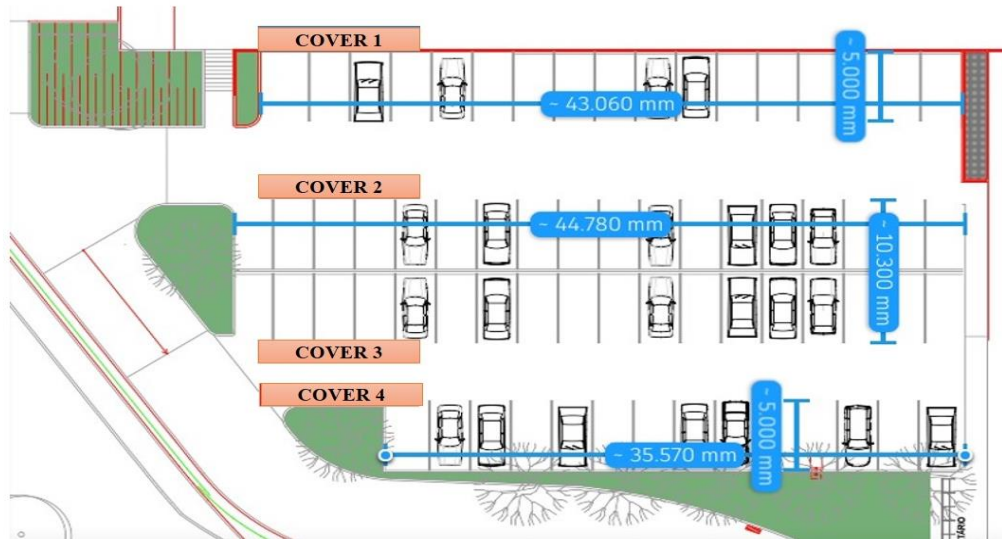 COVER 1
~ 5.000 mm
~ 43.060 mm
COVER 2
~ 44.780 mm
~ 10.300 mm
COVER 3
COVER 4
~ 5.000 mm
~ 35.570 mm
TÁRIO